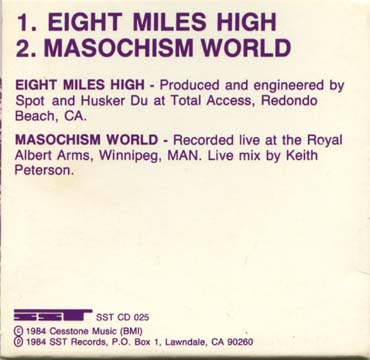 1. EIGHT MILES HIGH
2. MASOCHISM WORLD
EIGHT MILES HIGH - Produced and engineered by
Spot and Husker Du at Total Access, Redondo
Beach, CA.
MASOCHISM WORLD - Recorded live at the Royal
Albert Arms, Winnipeg, MAN. Live mix by Keith
Peterson.
SST SST CD 025
© 1984 Cesstone Music (BMI)
℗ 1984 SST Records, P.O. Box 1, Lawndale, CA 90260